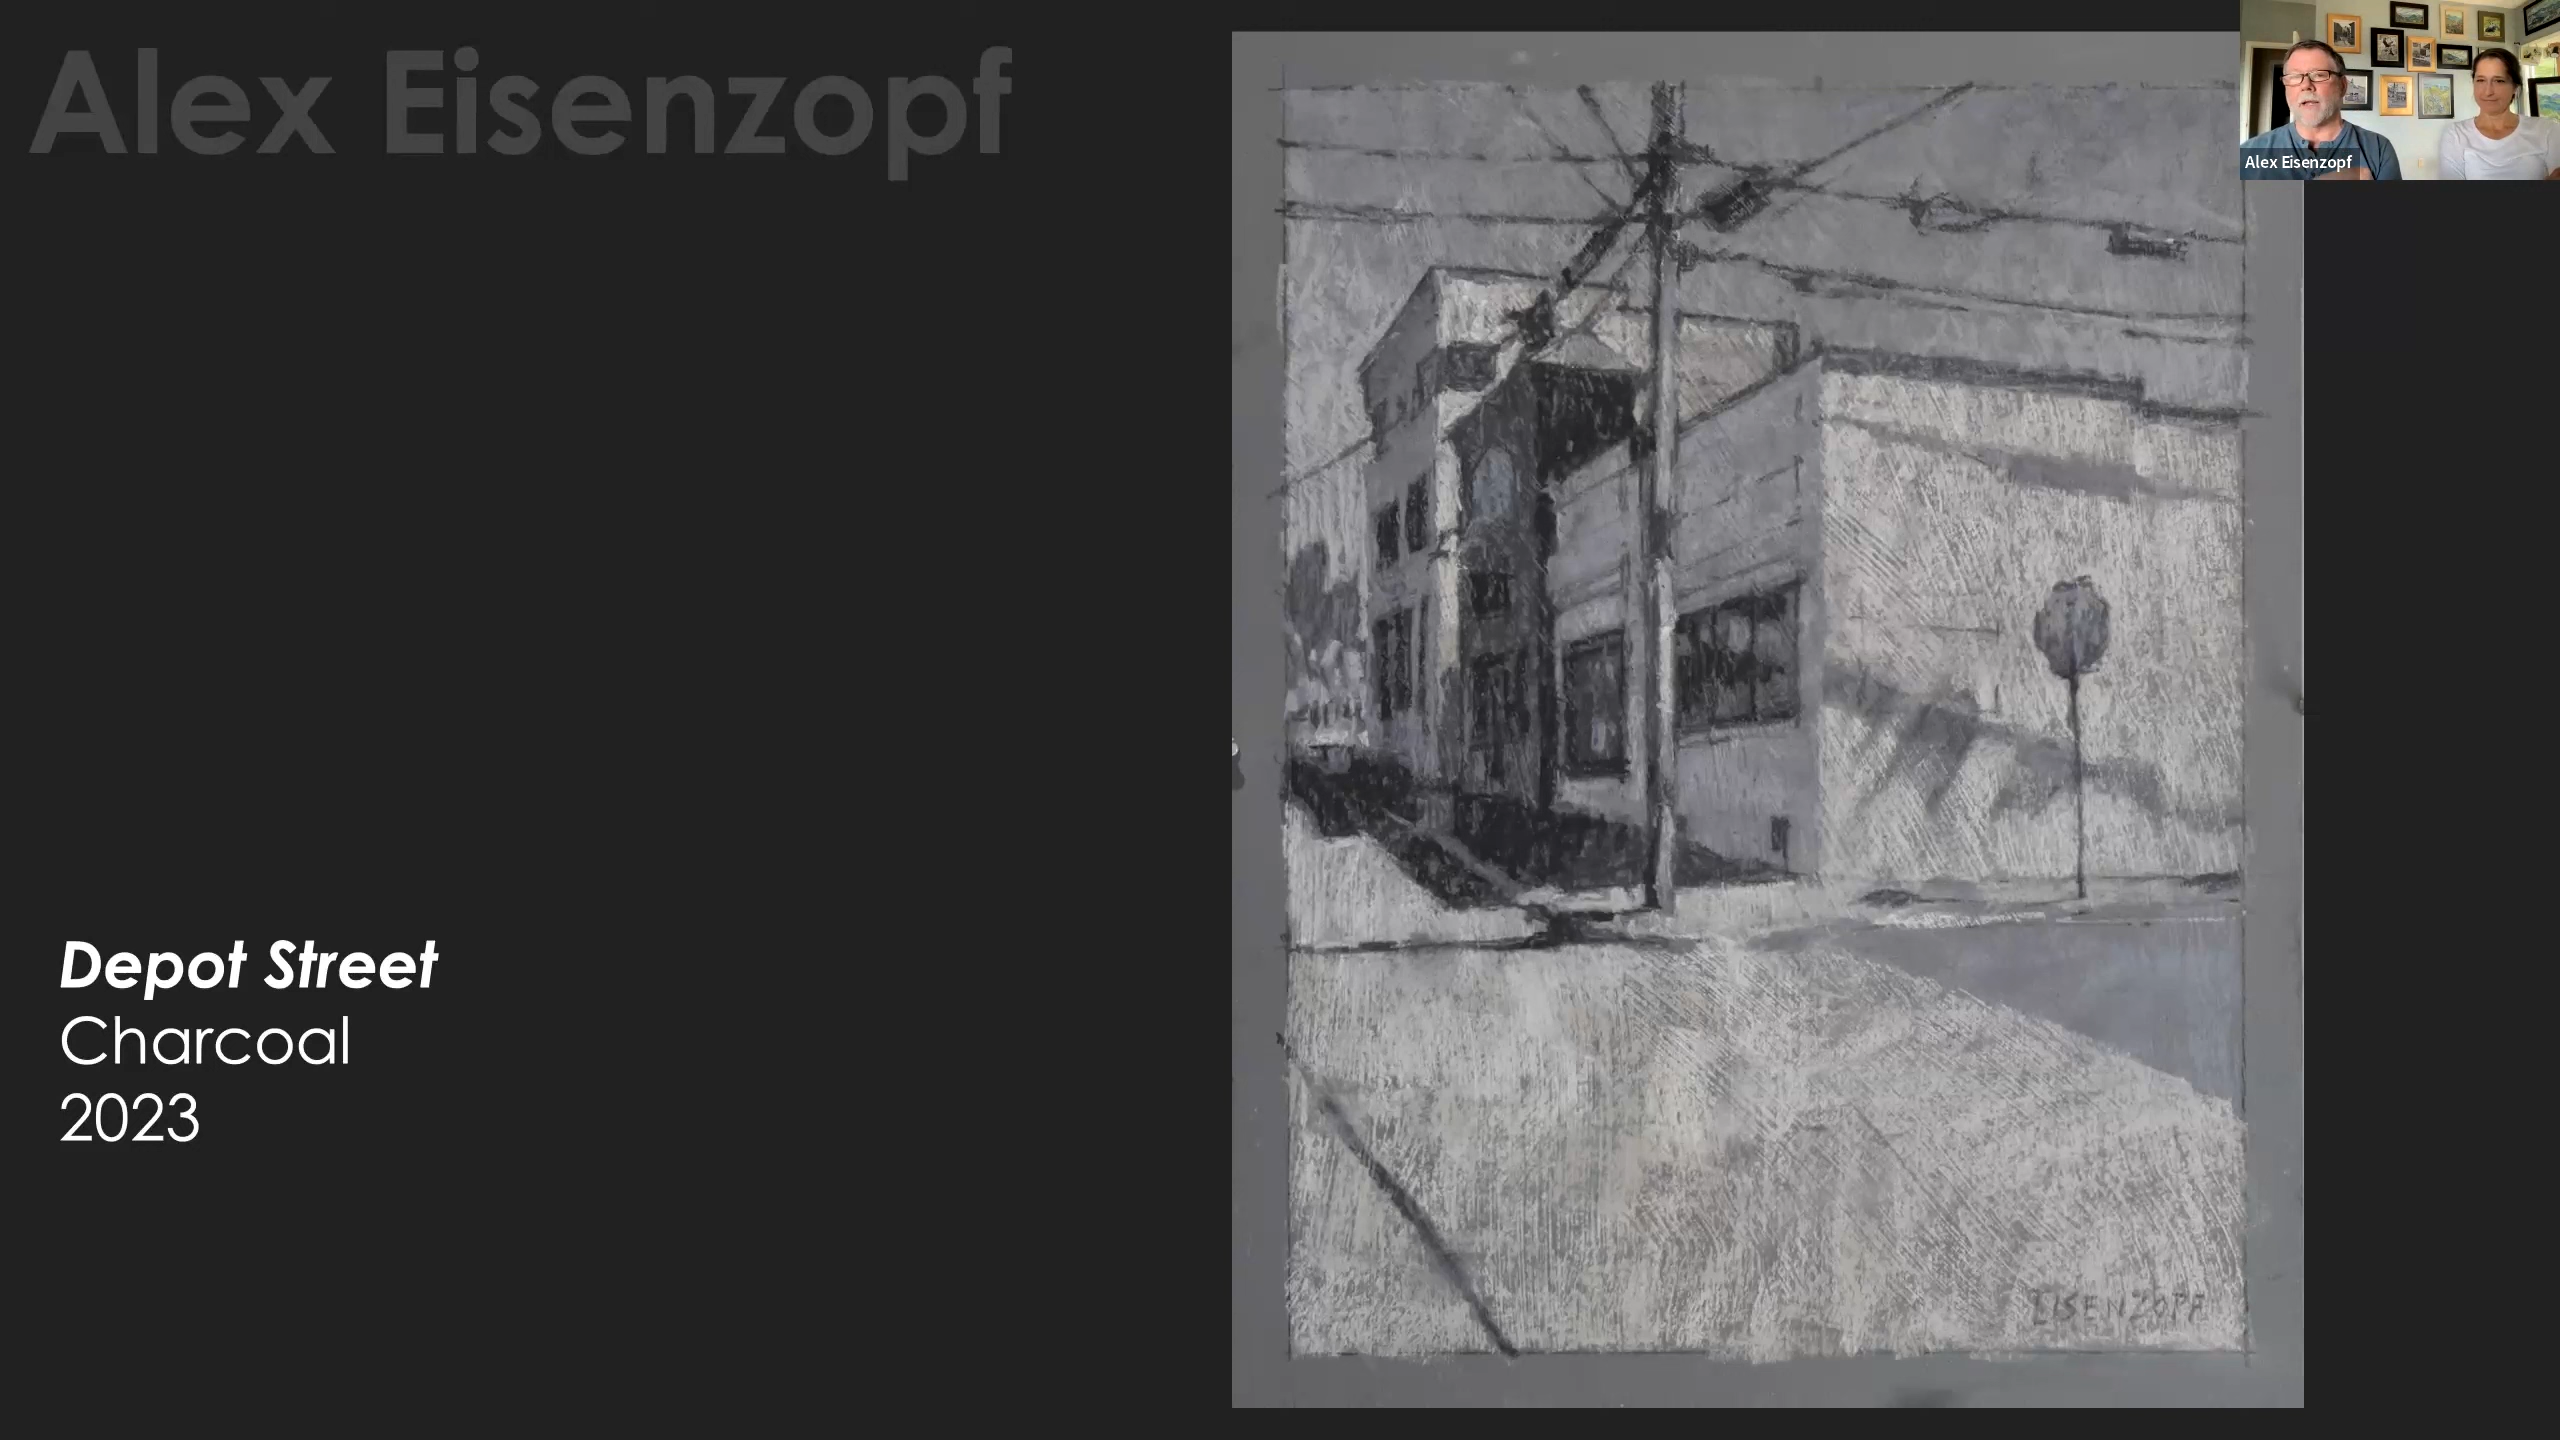 Alex Eisenzopf
Alex Eisenzopf
Depot Street
Charcoal
2023
EISENZOPF